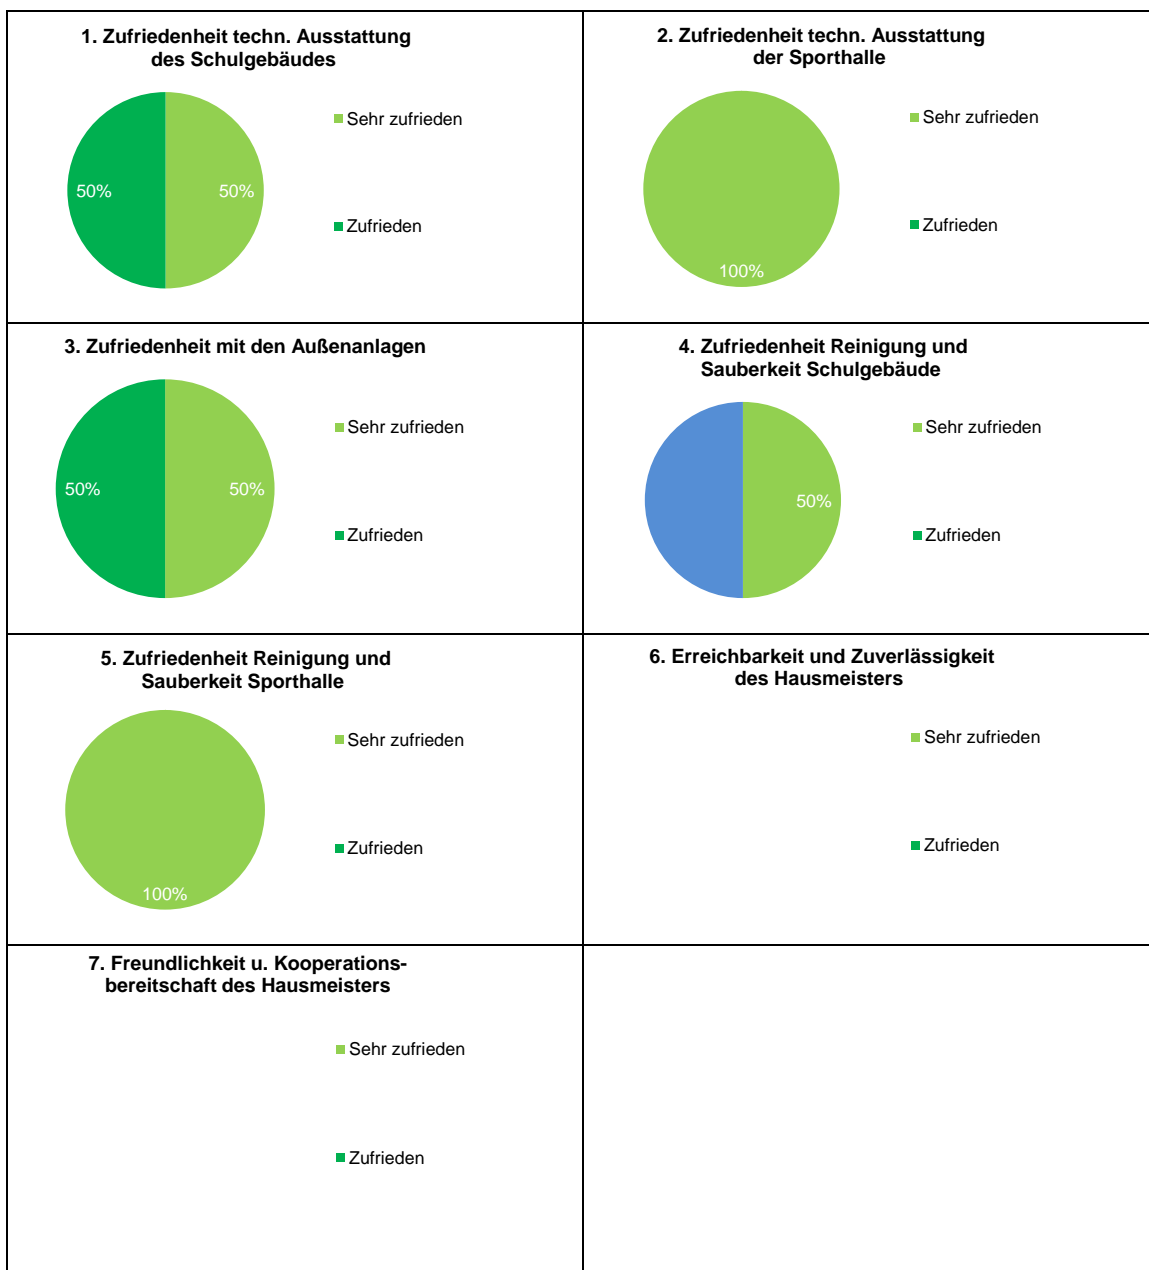 1. Zufriedenheit techn. Ausstattung
des Schulgebäudes
50%
50%
Sehr zufrieden
Zufrieden
2. Zufriedenheit techn. Ausstattung
der Sporthalle
100%
Sehr zufrieden
Zufrieden
3. Zufriedenheit mit den Außenanlagen
50%
50%
Sehr zufrieden
Zufrieden
4. Zufriedenheit Reinigung und
Sauberkeit Schulgebäude
50%
Sehr zufrieden
Zufrieden
5. Zufriedenheit Reinigung und
Sauberkeit Sporthalle
100%
Sehr zufrieden
Zufrieden
6. Erreichbarkeit und Zuverlässigkeit
des Hausmeisters
Sehr zufrieden
Zufrieden
7. Freundlichkeit u. Kooperations-
bereitschaft des Hausmeisters
Sehr zufrieden
Zufrieden